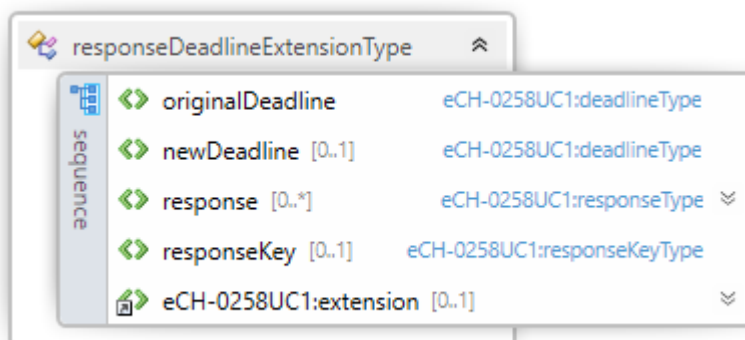 responseDeadlineExtensionType
sequence
originalDeadline eCH-0258UC1:deadlineType
newDeadline [0..1] eCH-0258UC1:deadlineType
response [0..*] eCH-0258UC1:responseType
responseKey [0..1] eCH-0258UC1:responseKeyType
eCH-0258UC1:extension [0..1]